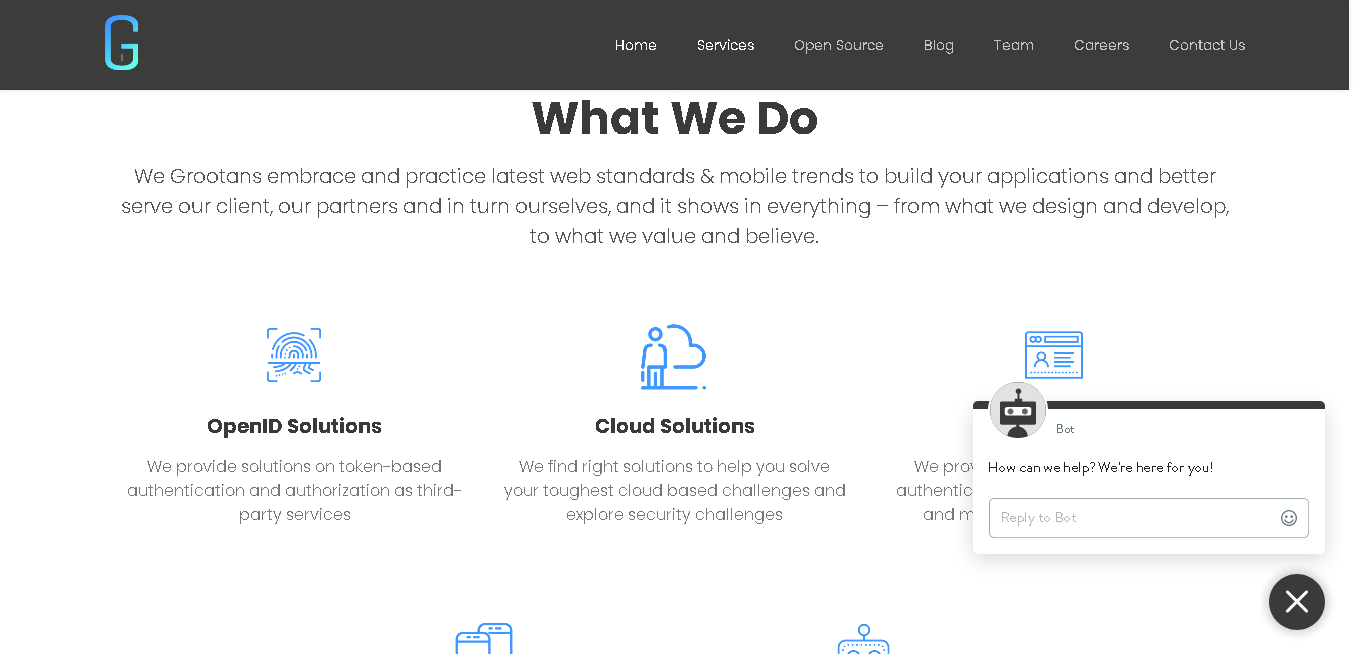 G
Home Services Open Source Blog Team Careers Contact Us
What We Do
We Grootans embrace and practice latest web standards & mobile trends to build your applications and better
serve our client, our partners and in turn ourselves, and it shows in everything – from what we design and develop,
to what we value and believe.
OpenID Solutions
We provide solutions on token-based
authentication and authorization as third-
party services
Cloud Solutions
We find right solutions to help you solve
your toughest cloud based challenges and
explore security challenges
We
and
Bot
How can we help? We're here for you!
Reply to Bot